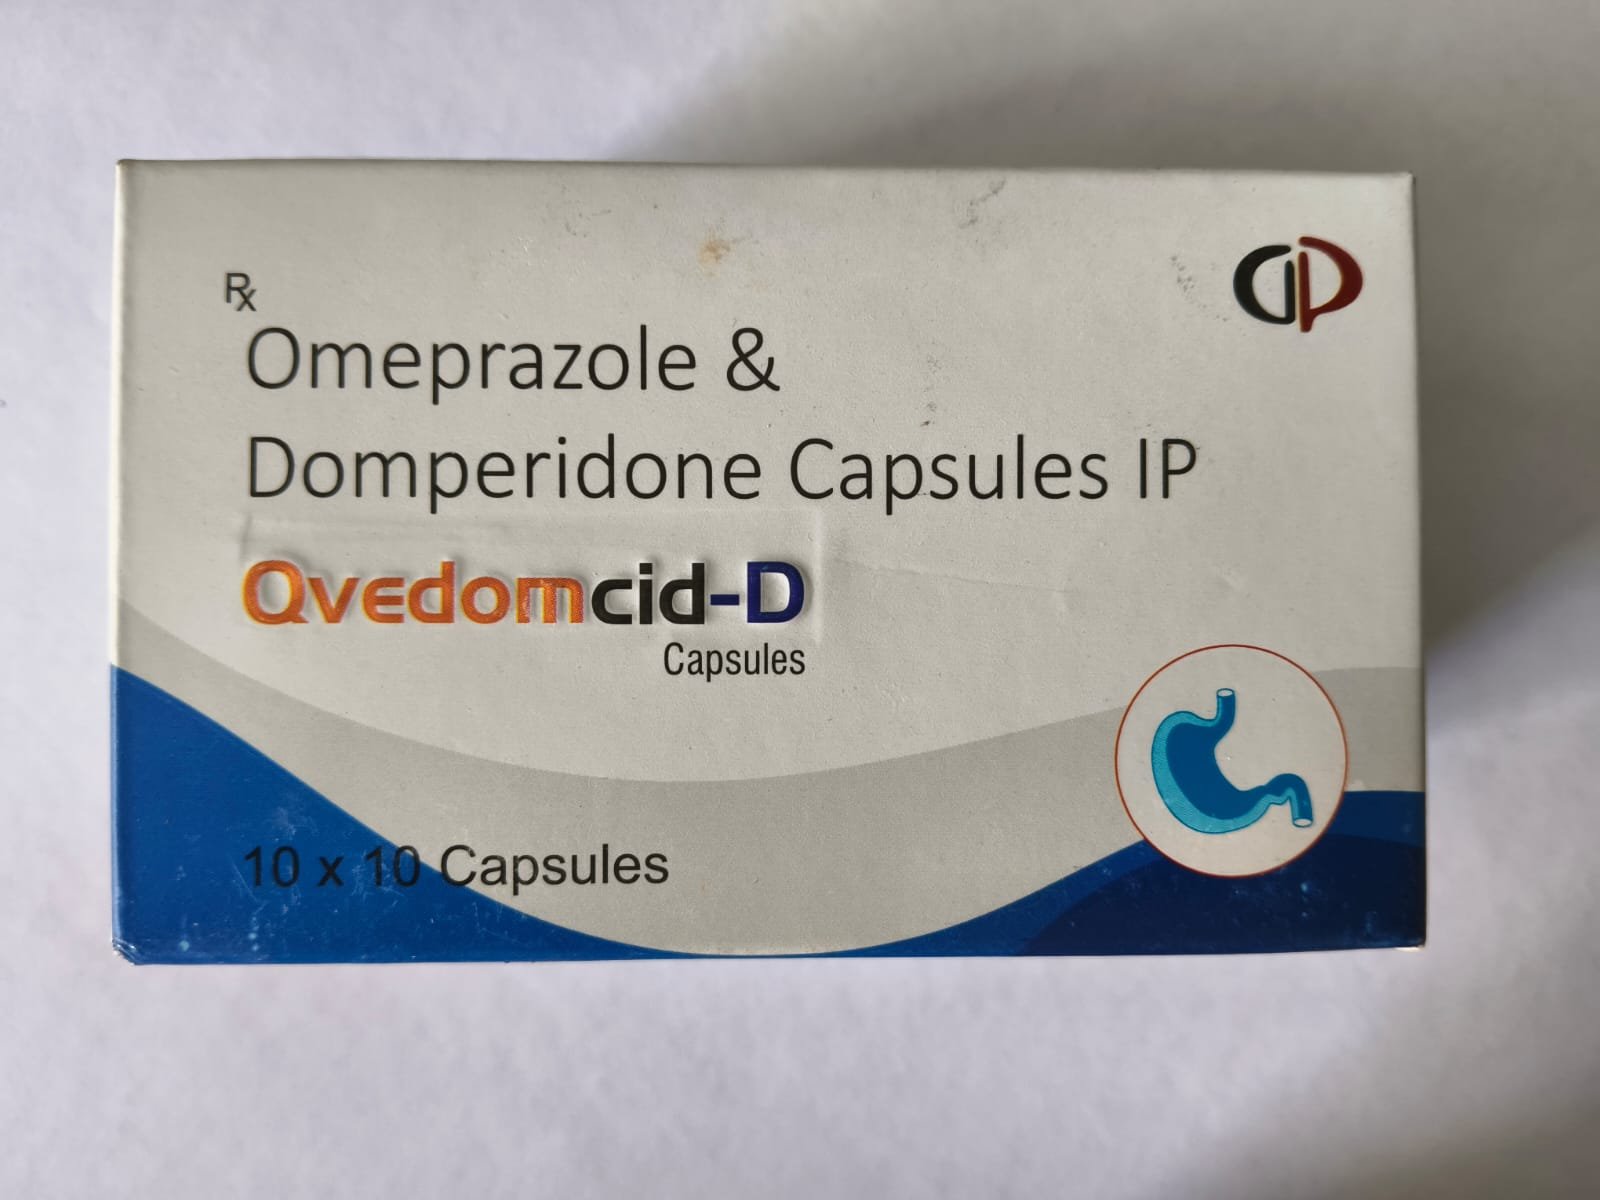 Rx
Omeprazole &
Domperidone Capsules IP
Qvedomcid-D
Capsules
10 x 10 Capsules